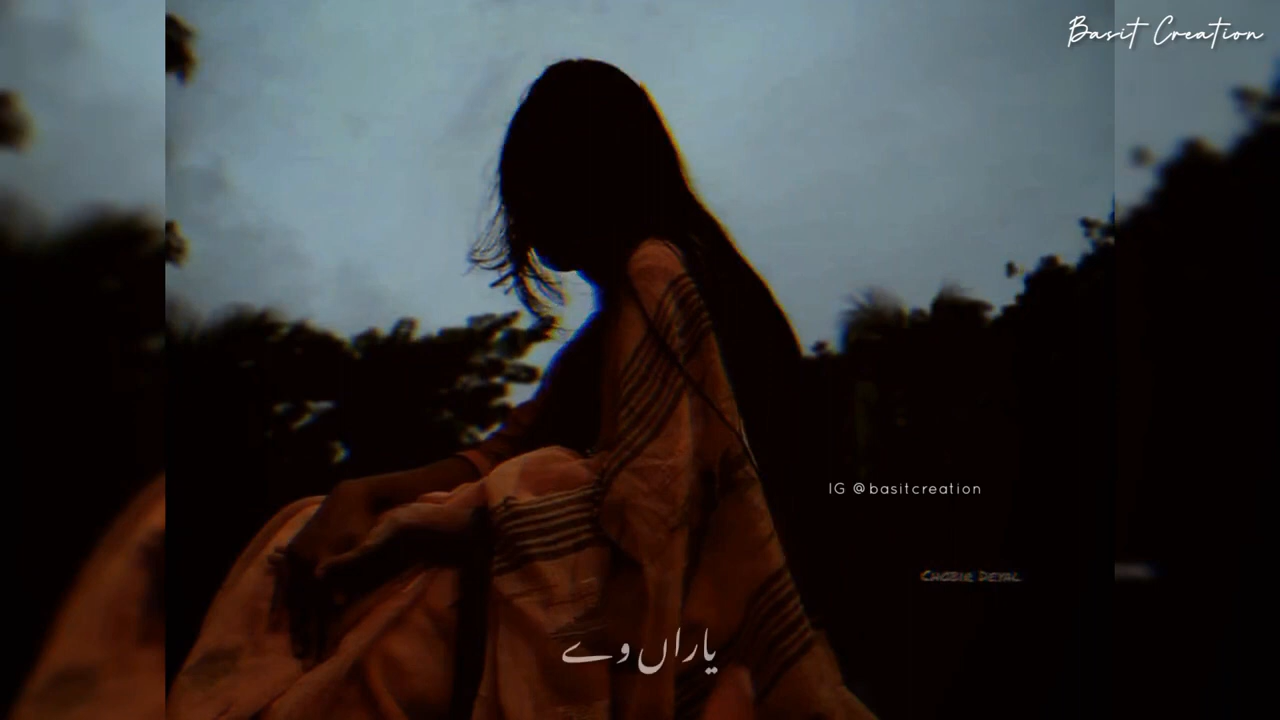 Basit Creation
IG @basitcreation
CHOBIR DEYAL
یاراں وے